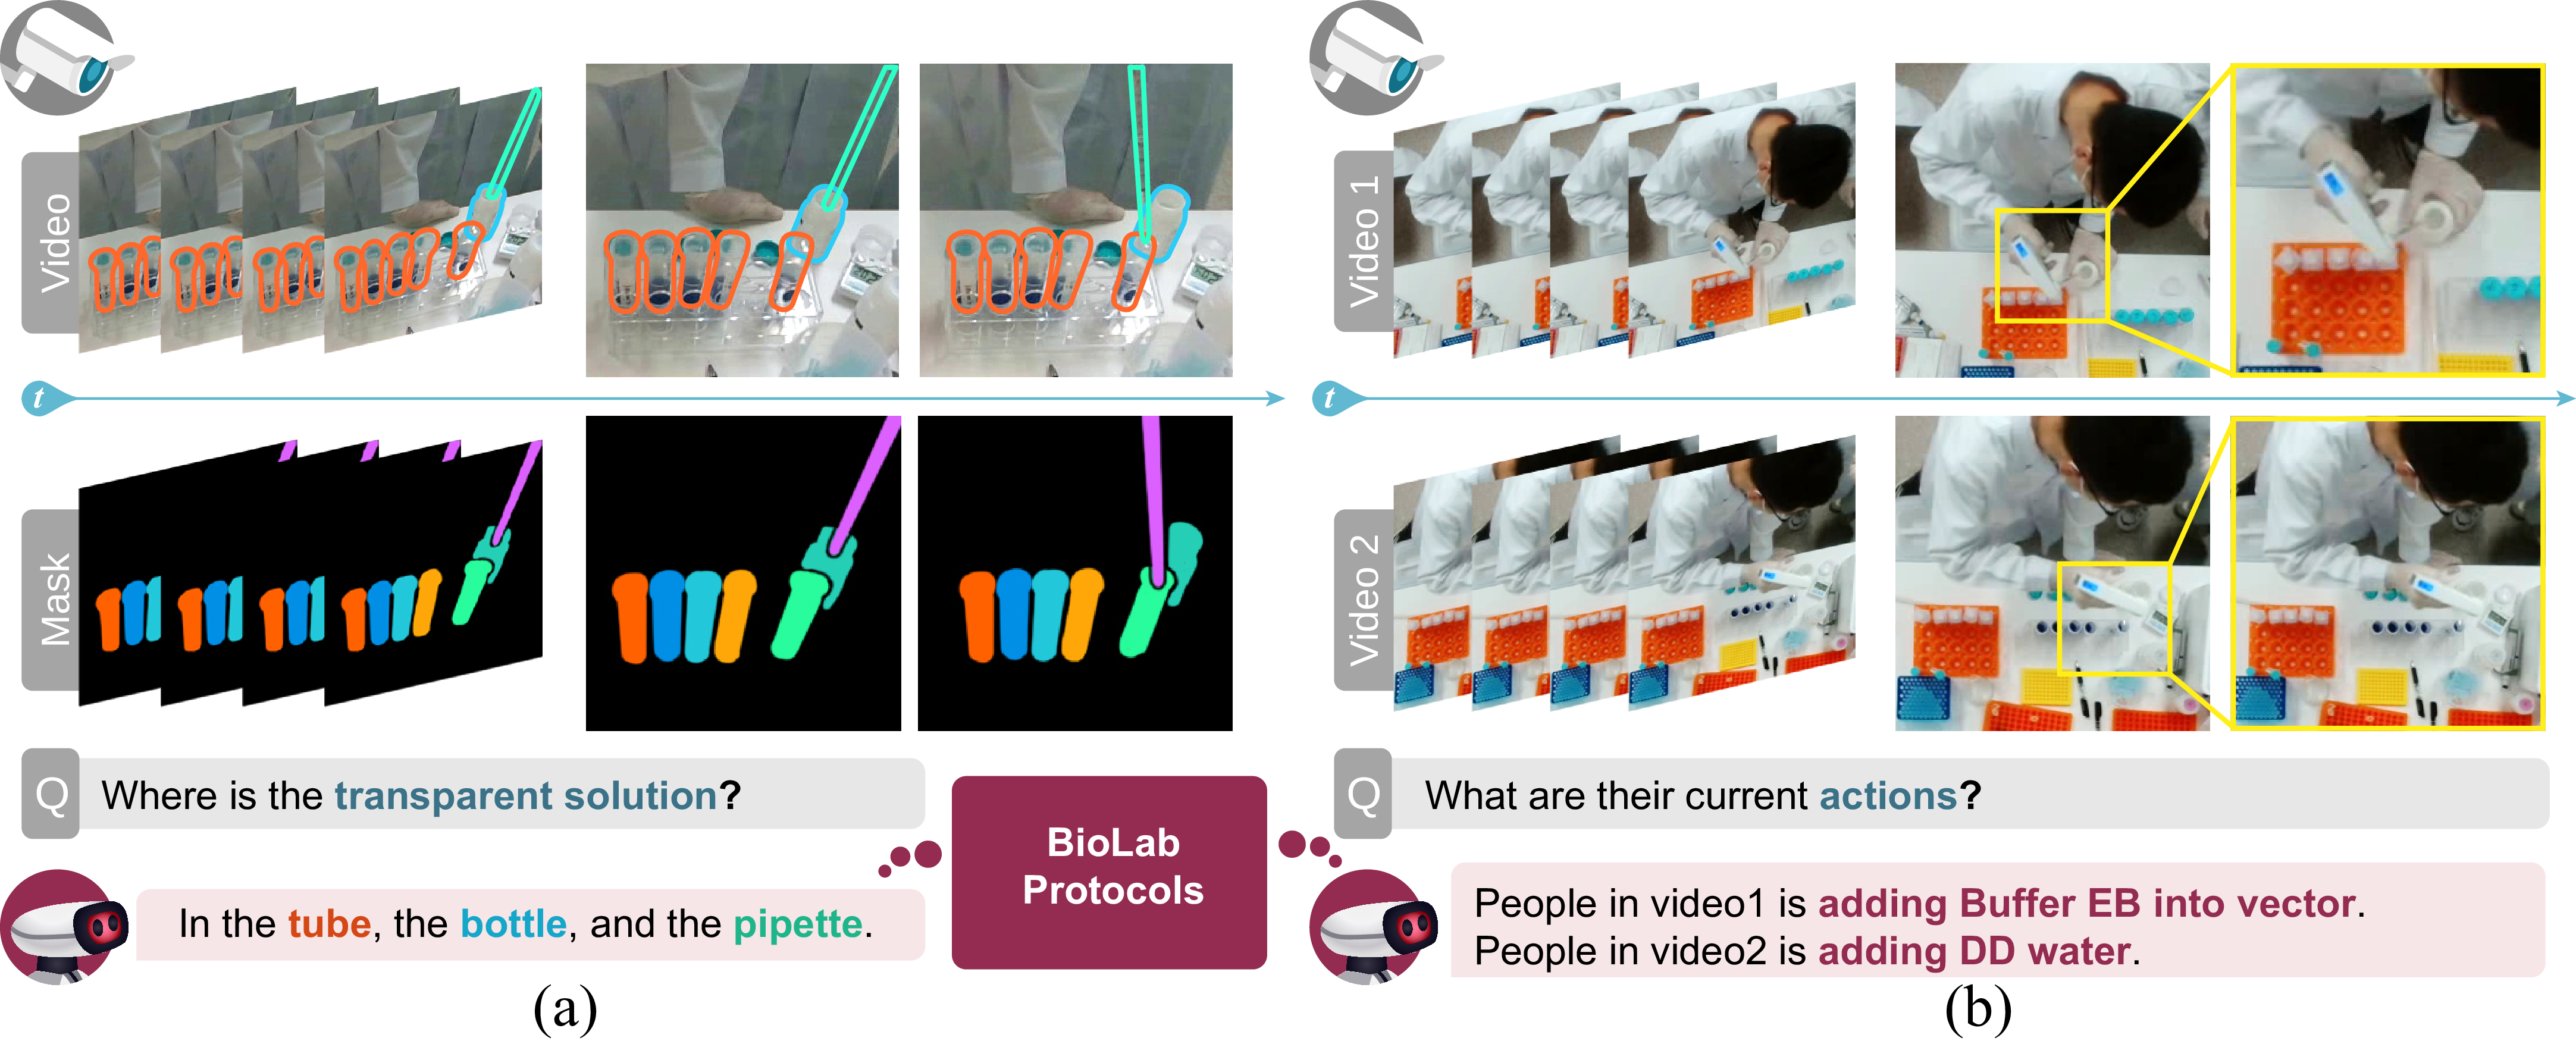 Video
t
Mask
Q
Where is the transparent solution?
In the tube, the bottle, and the pipette.
(a)
BioLab
Protocols
Video 1
t
Video 2
Q
What are their current actions?
People in video1 is adding Buffer EB into vector.
People in video2 is adding DD water.
(b)